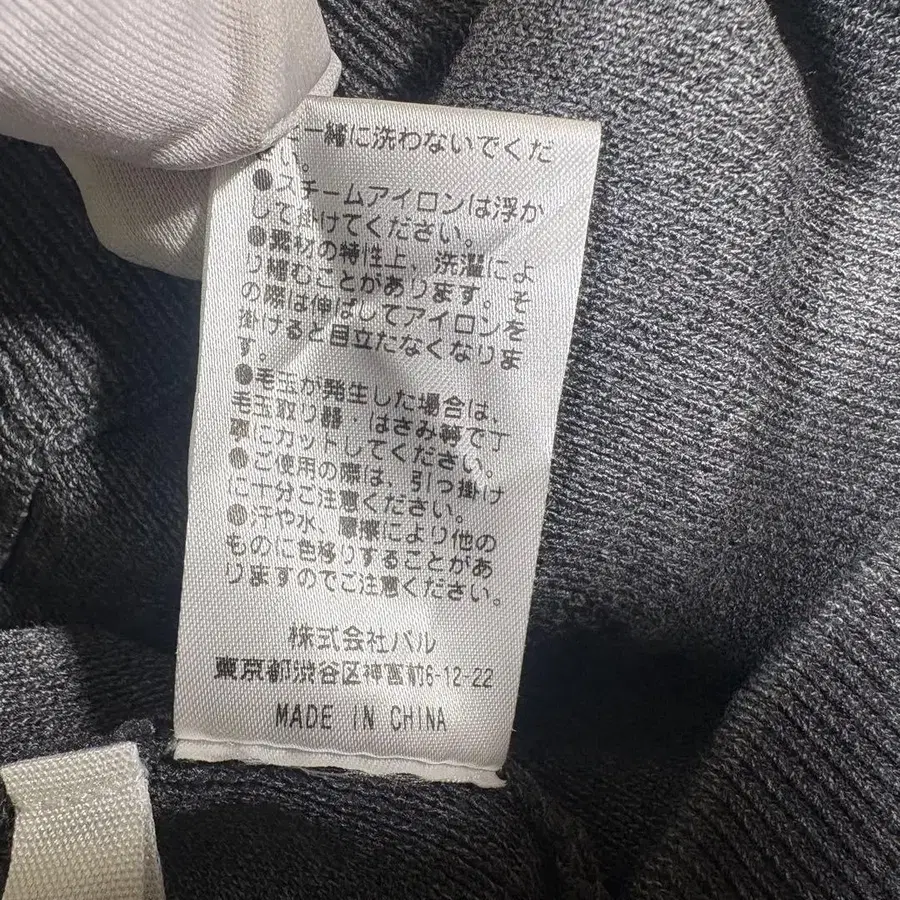 と一緒に洗わないでくだ
さい。
●スチームアイロンは浮か
して掛けてください。
●素材の特性上、洗濯によ
り縮むことがあります。そ
の際は伸ばしてアイロンを
掛けると目立たなくなりま
す。
●毛玉が発生した場合は、
毛玉取り器・はさみ等で丁
寧にカットしてください。
●ご使用の際は、引っ掛け
に十分ご注意ください。
●汗や水、摩擦により他の
ものに色移りすることがあ
りますのでご注意ください。
株式会社パル
東京都渋谷区神宮前6-12-22
MADE IN CHINA